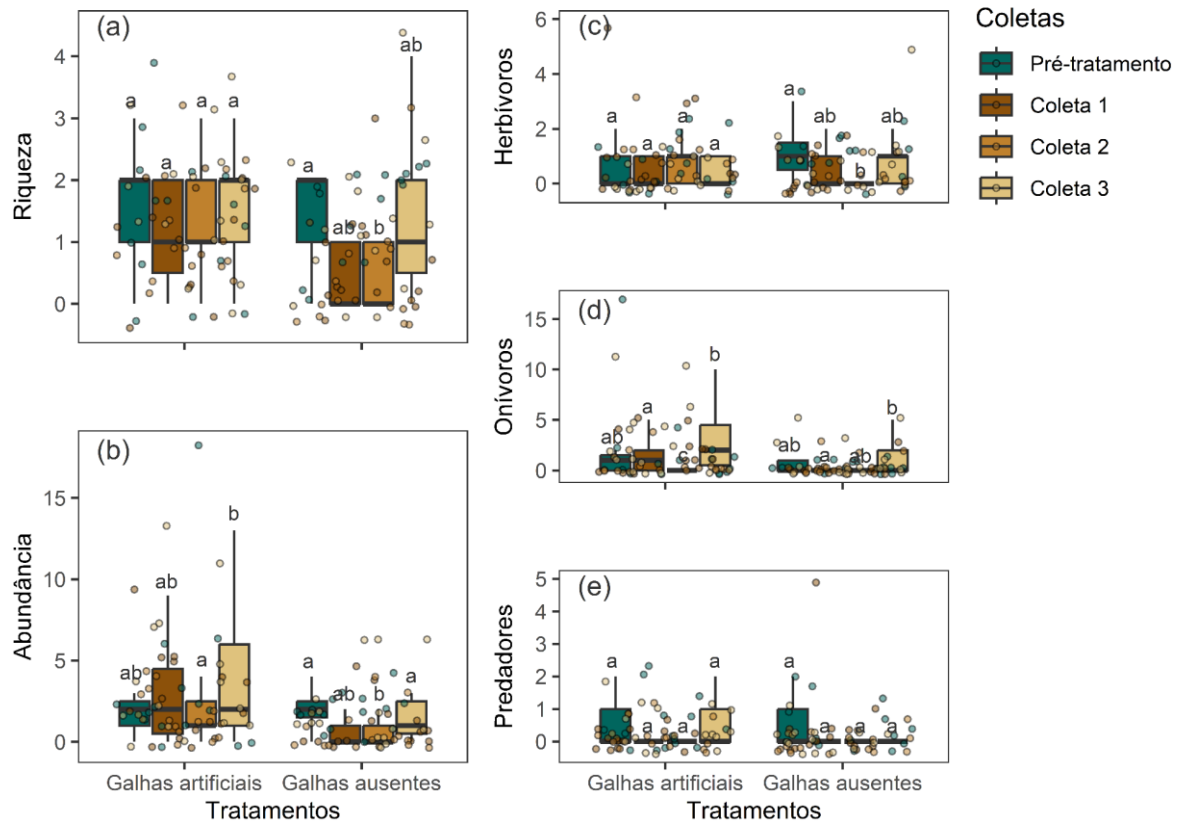 (a)
Riqueza
4
3
2
1
0
a a a a
a ab b ab
(b)
Abundância
15
10
5
0
ab ab a b
a ab b a
Galhas artificiais Galhas ausentes
Tratamentos
(c)
Herbívoros
6
4
2
0
a a a a
a ab b ab
(d)
Onívoros
15
10
5
0
ab a c b
ab a ab b
(e)
Predadores
5
4
3
2
1
0
a a a a
a a a a
Galhas artificiais Galhas ausentes
Tratamentos
Coletas
Pré-tratamento
Coleta 1
Coleta 2
Coleta 3